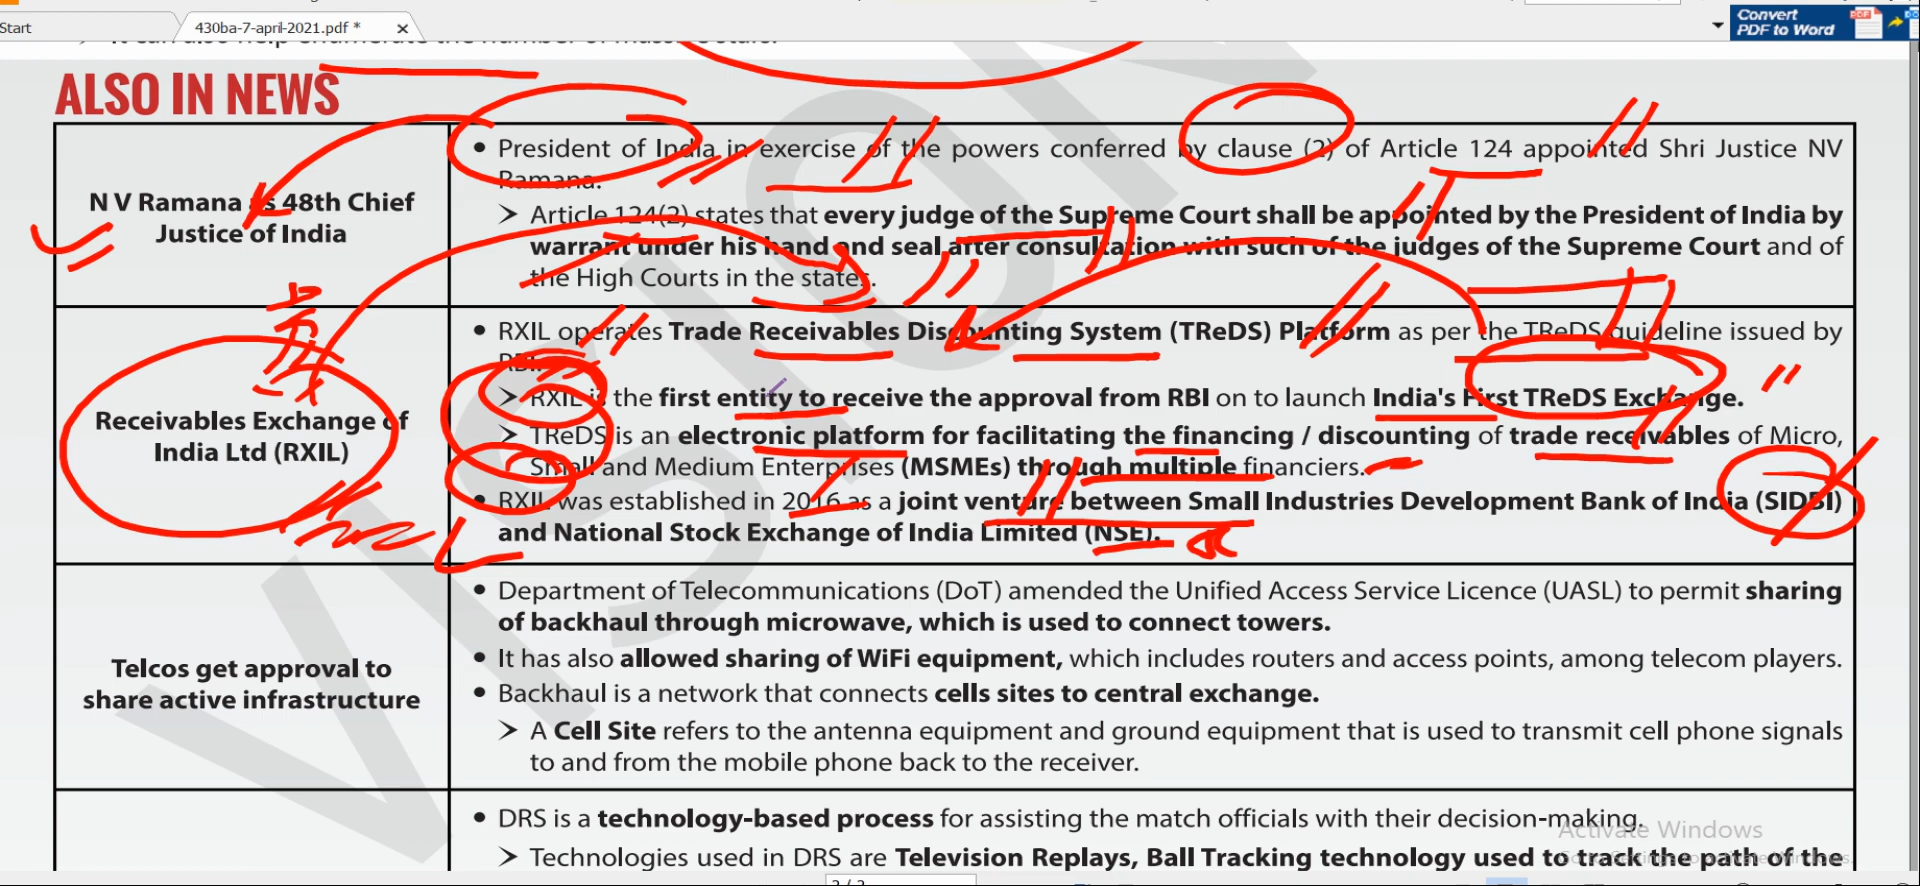 Start
430ba-7-april-2021.pdf *
Convert
PDF to Word
ALSO IN NEWS
N V Ramana as 48th Chief
Justice of India
• President of India in exercise of the powers conferred by clause (2) of Article 124 appointed Shri Justice NV
Ramana.
➤ Article 124(2) states that every judge of the Supreme Court shall be appointed by the President of India by
warrant under his hand and seal after consultation with such of the judges of the Supreme Court and of
the High Courts in the states.
Receivables Exchange of
India Ltd (RXIL)
• RXIL operates Trade Receivables Discounting System (TReDS) Platform as per the TReDS guideline issued by
RBI.
➤ RXIL is the first entity to receive the approval from RBI on to launch India's First TReDS Exchange.
➤ TReDS is an electronic platform for facilitating the financing / discounting of trade receivables of Micro,
Small and Medium Enterprises (MSMEs) through multiple financiers.
• RXIL was established in 2016 as a joint venture between Small Industries Development Bank of India (SIDBI)
and National Stock Exchange of India Limited (NSE).
Telcos get approval to
share active infrastructure
• Department of Telecommunications (DoT) amended the Unified Access Service Licence (UASL) to permit sharing
of backhaul through microwave, which is used to connect towers.
• It has also allowed sharing of WiFi equipment, which includes routers and access points, among telecom players.
• Backhaul is a network that connects cells sites to central exchange.
➤ A Cell Site refers to the antenna equipment and ground equipment that is used to transmit cell phone signals
to and from the mobile phone back to the receiver.
• DRS is a technology-based process for assisting the match officials with their decision-making.
➤ Technologies used in DRS are Television Replays, Ball Tracking technology used to track the path of the
Activate Windows
Go to Settings to activate Windows.